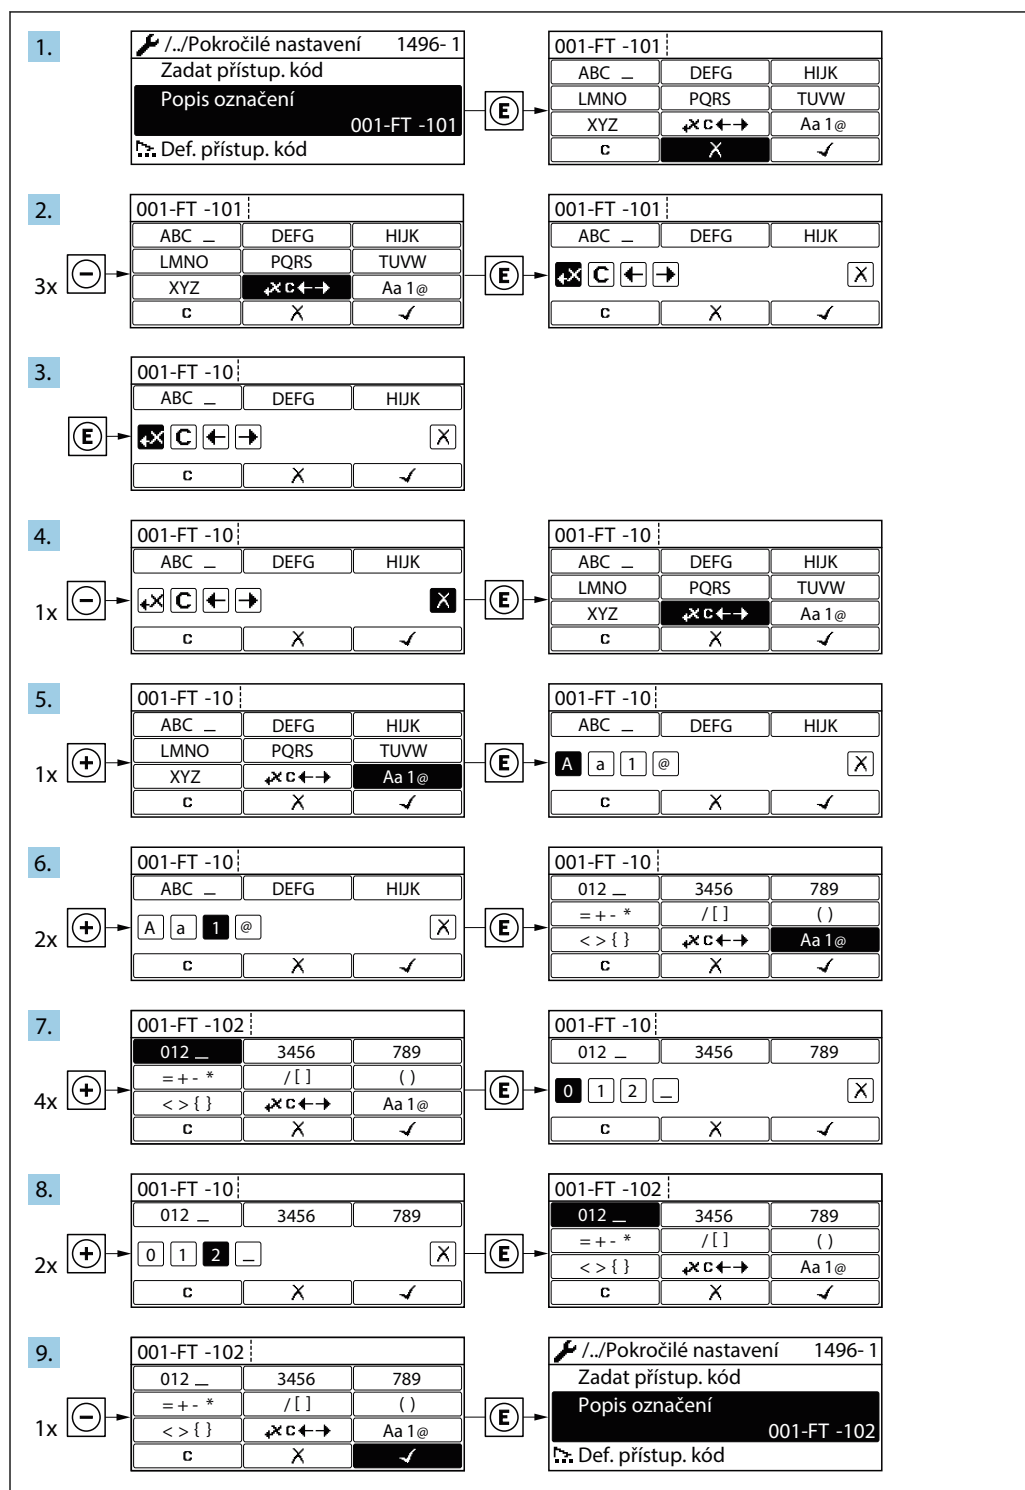 1.
/../Pokročilé nastavení 1496- 1
Zadat přístup. kód
Popis označení
001-FT -101
Def. přístup. kód
E
001-FT -101
ABC _ DEFG HIJK
LMNO PQRS TUVW
XYZ C Aa 1@
C X ✓
2.
3x −
001-FT -101
ABC _ DEFG HIJK
LMNO PQRS TUVW
XYZ C Aa 1@
C X ✓
E
001-FT -101
ABC _ DEFG HIJK
C ← → X
C X ✓
3.
E
001-FT -10
ABC _ DEFG HIJK
C ← → X
C X ✓
4.
1x −
001-FT -10
ABC _ DEFG HIJK
C ← → X
C X ✓
E
001-FT -10
ABC _ DEFG HIJK
LMNO PQRS TUVW
XYZ C Aa 1@
C X ✓
5.
1x +
001-FT -10
ABC _ DEFG HIJK
LMNO PQRS TUVW
XYZ C Aa 1@
C X ✓
E
001-FT -10
ABC _ DEFG HIJK
A a 1 @ X
C X ✓
6.
2x +
001-FT -10
ABC _ DEFG HIJK
A a 1 @ X
C X ✓
E
001-FT -10
012 _ 3456 789
= + - * / [ ] ( )
< > { } C Aa 1@
C X ✓
7.
4x +
001-FT -102
012 _ 3456 789
= + - * / [ ] ( )
< > { } C Aa 1@
C X ✓
E
001-FT -10
012 _ 3456 789
0 1 2 _ X
C X ✓
8.
2x +
001-FT -10
012 _ 3456 789
0 1 2 _ X
C X ✓
E
001-FT -102
012 _ 3456 789
= + - * / [ ] ( )
< > { } C Aa 1@
C X ✓
9.
1x −
001-FT -102
012 _ 3456 789
= + - * / [ ] ( )
< > { } C Aa 1@
C X ✓
E
/../Pokročilé nastavení 1496- 1
Zadat přístup. kód
Popis označení
001-FT -102
Def. přístup. kód